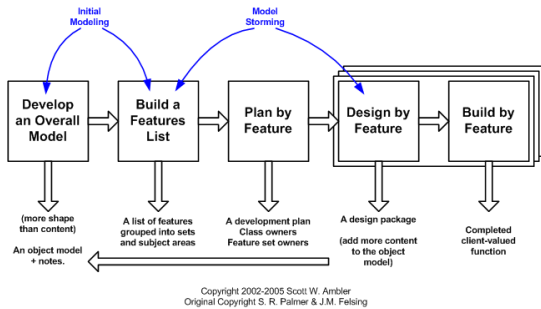 Initial
Modeling
Model
Storming
Develop
an Overall
Model
Build a
Features
List
Plan by
Feature
Design by
Feature
Build by
Feature
(more shape
than content)
An object model
+ notes.
A list of features
grouped into sets
and subject areas
A development plan
Class owners
Feature set owners
A design package
(add more content
to the object
model)
Completed
client-valued
function
Copyright 2002-2005 Scott W. Ambler
Original Copyright S. R. Palmer & J.M. Felsing